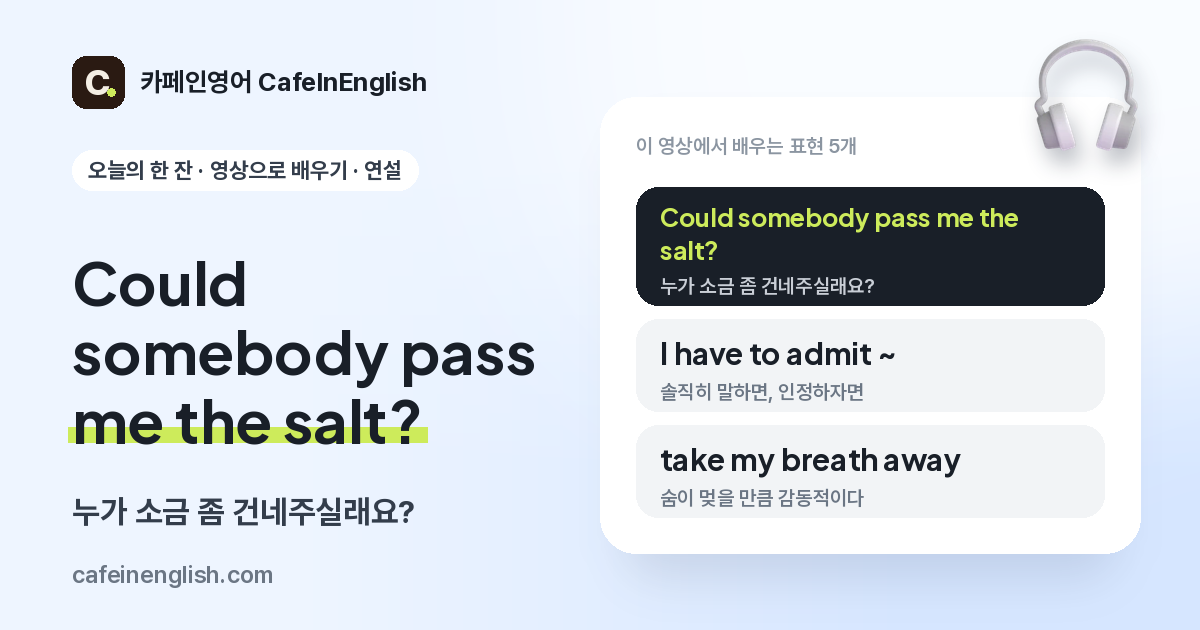 C
카페인영어 CafeInEnglish
오늘의 한 잔 · 영상으로 배우기 · 연설
Could
somebody pass
me the salt?
누가 소금 좀 건네주실래요?
cafeinenglish.com
이 영상에서 배우는 표현 5개
Could somebody pass me the
salt?
누가 소금 좀 건네주실래요?
I have to admit ~
솔직히 말하면, 인정하자면
take my breath away
숨이 멎을 만큼 감동적이다